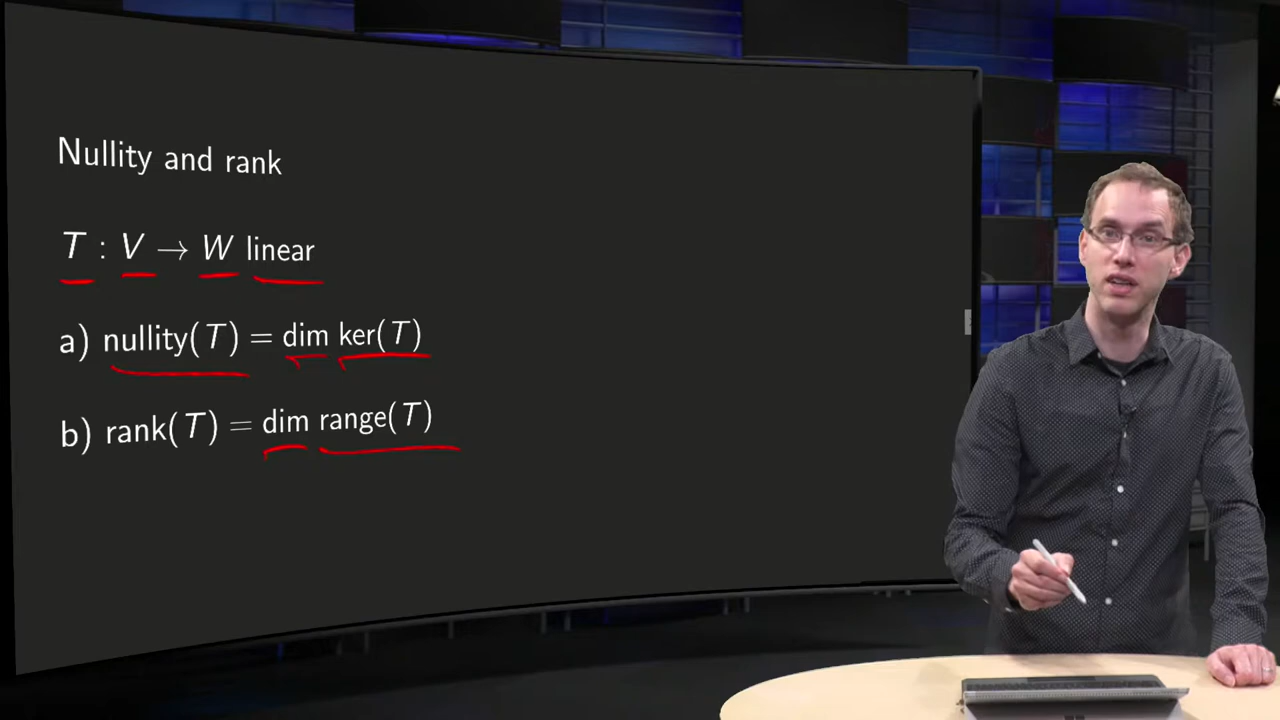 Nullity and rank
T : V → W linear
a) nullity(T) = dim ker(T)
b) rank(T) = dim range(T)